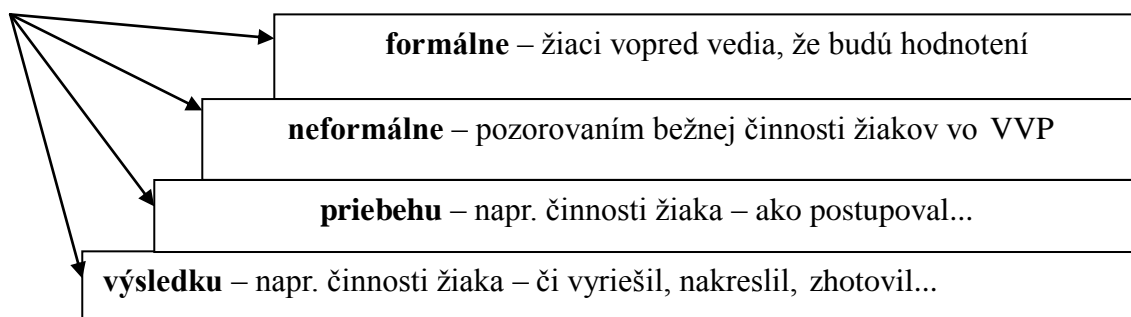 formálne – žiaci vopred vedia, že budú hodnotení
neformálne – pozorovaním bežnej činnosti žiakov vo VVP
priebehu – napr. činnosti žiaka – ako postupoval...
výsledku – napr. činnosti žiaka – či vyriešil, nakreslil, zhotovil...